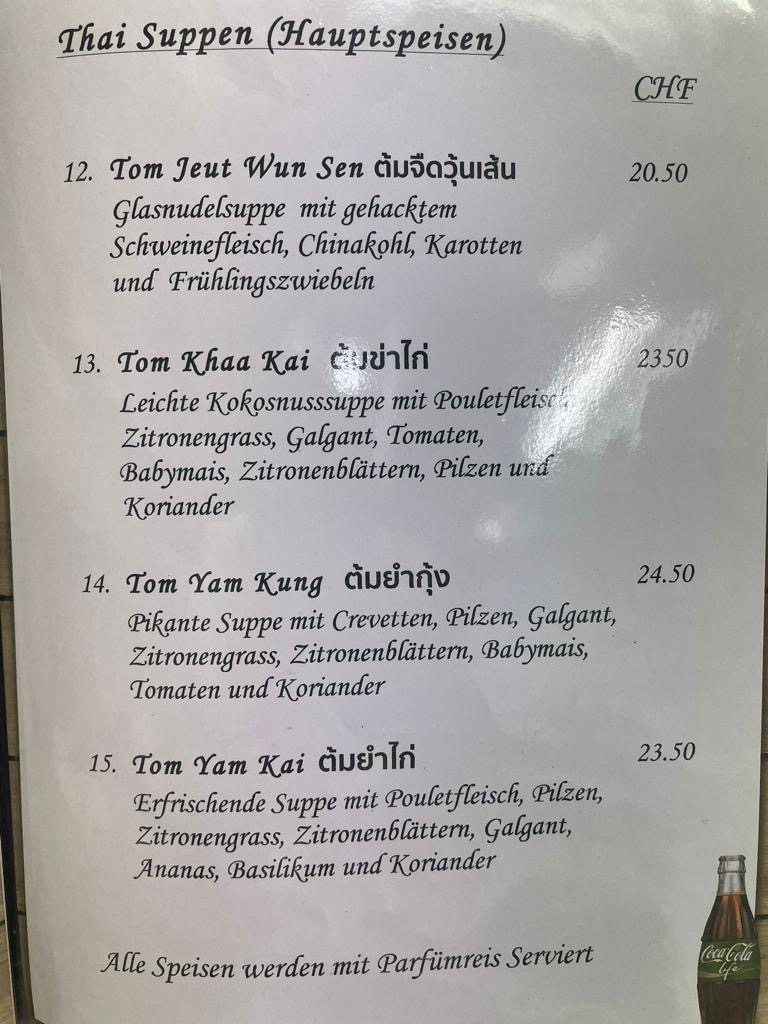 Thai Suppen (Hauptspeisen)
CHF
12. Tom Jeut Wun Sen ต้มจืดวุ้นเส้น 20.50
Glasnudelsuppe mit gehacktem
Schweinefleisch, Chinakohl, Karotten
und Frühlingszwiebeln
13. Tom Khaa Kai ต้มข่าไก่ 2350
Leichte Kokosnusssuppe mit Pouletfleisch,
Zitronengrass, Galgant, Tomaten,
Babymais, Zitronenblättern, Pilzen und
Koriander
14. Tom Yam Kung ต้มยำกุ้ง 24.50
Pikante Suppe mit Crevetten, Pilzen, Galgant,
Zitronengrass, Zitronenblättern, Babymais,
Tomaten und Koriander
15. Tom Yam Kai ต้มยำไก่ 23.50
Erfrischende Suppe mit Pouletfleisch, Pilzen,
Zitronengrass, Zitronenblättern, Galgant,
Ananas, Basilikum und Koriander
Alle Speisen werden mit Parfümreis Serviert
Coca-Cola
life